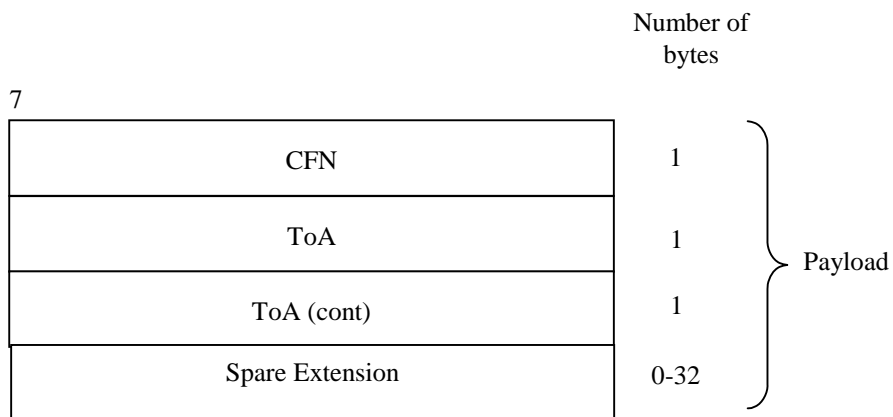 Number of
bytes
7
CFN 1
ToA 1
ToA (cont) 1
Payload
Spare Extension 0-32